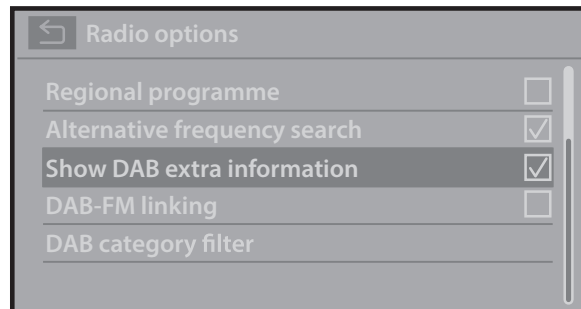 Radio options
Regional programme
Alternative frequency search
Show DAB extra information
DAB-FM linking
DAB category filter